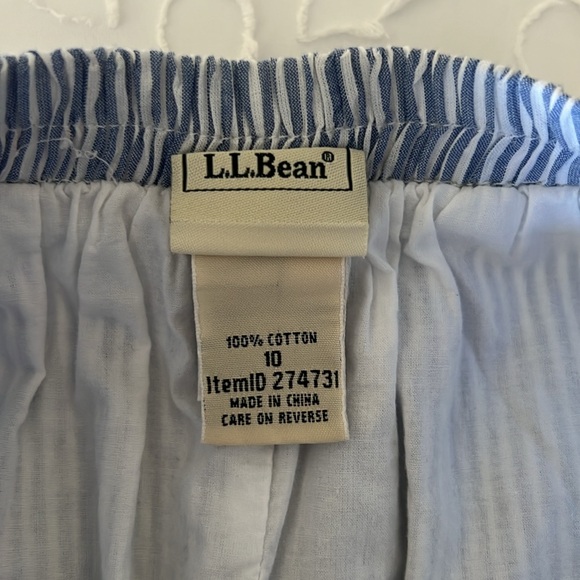 L.L.Bean®
100% COTTON
10
ItemID 274731
MADE IN CHINA
CARE ON REVERSE